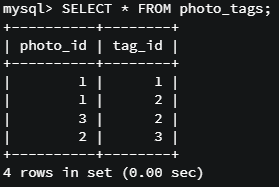 mysql> SELECT * FROM photo_tags;
+----------+--------+
| photo_id | tag_id |
+----------+--------+
|        1 |      1 |
|        1 |      2 |
|        3 |      2 |
|        2 |      3 |
+----------+--------+
4 rows in set (0.00 sec)